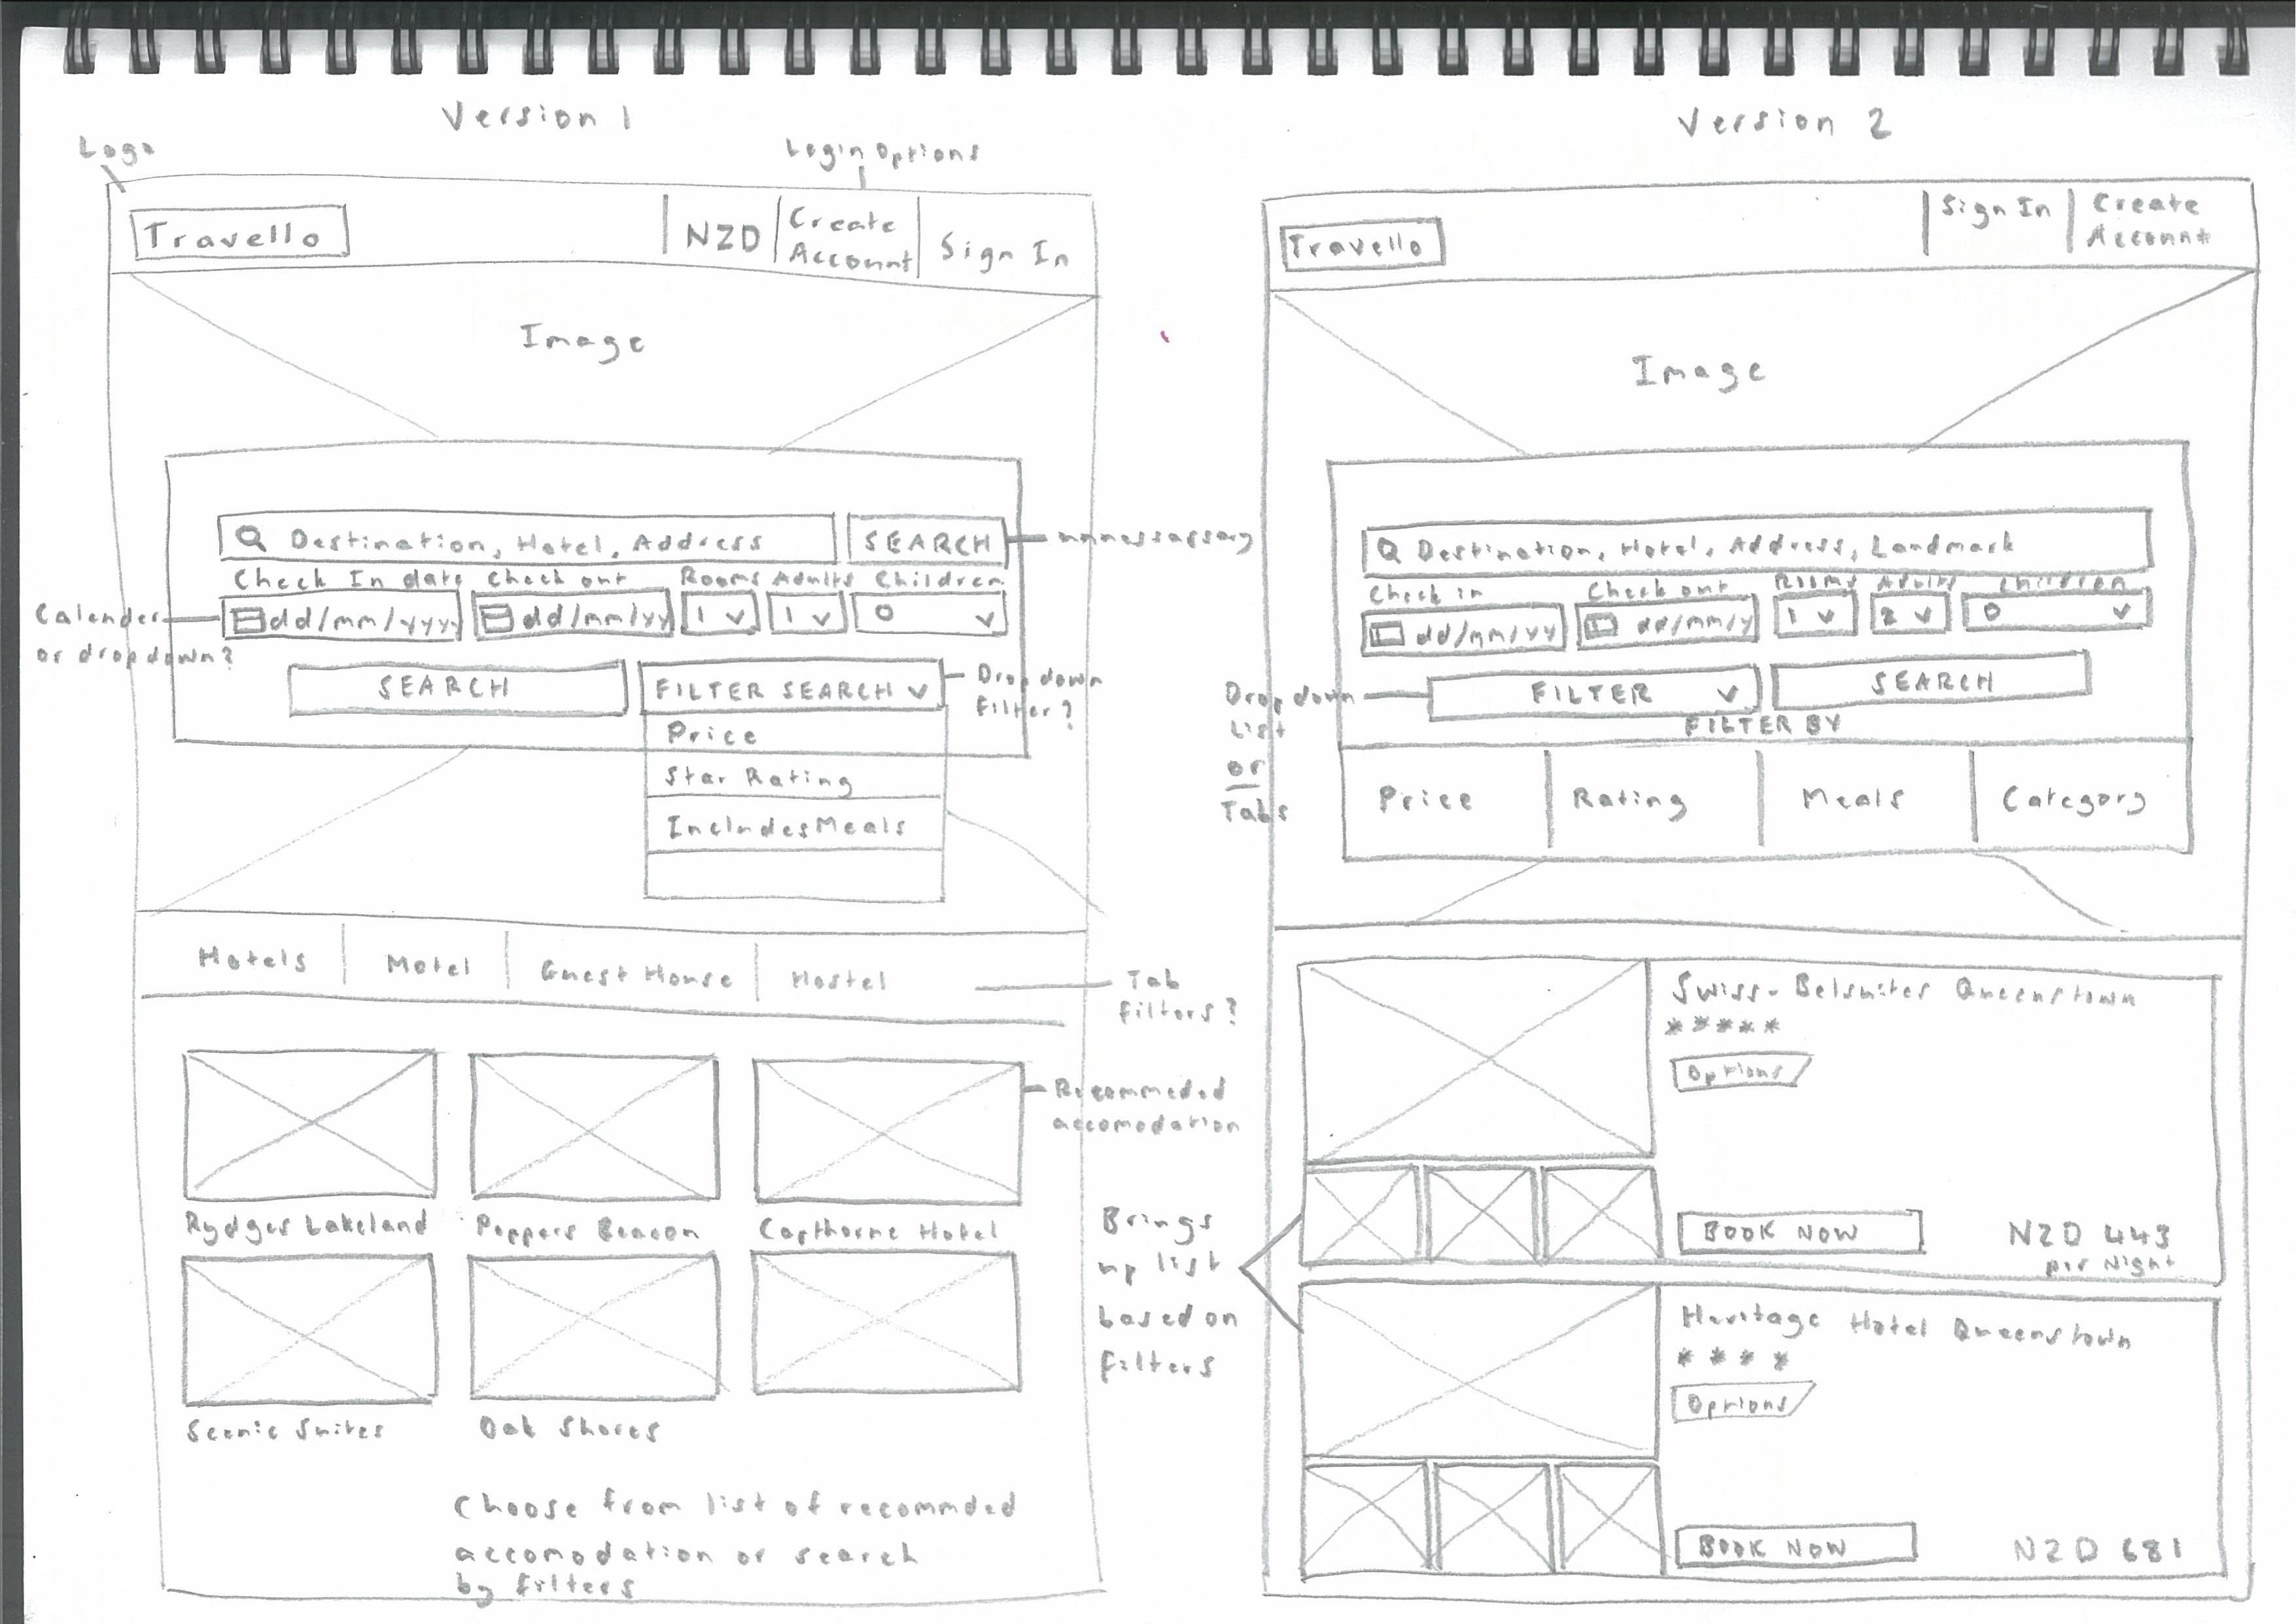 Version 1
Logo
Login Options
Travello
NZD
Create
Account
Sign In
Image
Destination, Hotel, Address
SEARCH
unnessarsary
Check In date
Check out
Rooms
Adults
Children
Calender
or dropdown?
dd/mm/yyyy
dd/mm/yy
1
1
0
SEARCH
FILTER SEARCH
Drop down
filter?
Price
Star Rating
Includes Meals
Hotels
Motel
Guest House
Hostel
Tab
filters?
Recommeded
accomodation
Rydges Lakeland
Peppers Beacon
Copthorne Hotel
Scenic Suites
Oak Shores
Choose from list of recommded
accomodation or search
by filters
Version 2
Travello
Sign In
Create
Account
Image
Destination, Hotel, Address, Landmark
Check in
Check out
Rooms
Adults
Children
dd/mm/yy
dd/mm/y
1
2
0
Drop down
List
or
Tabs
FILTER
SEARCH
FILTER BY
Price
Rating
Meals
Category
Brings
up list
based on
filters
Swiss-Belsuites Queenstown
*****
Options
BOOK NOW
NZD 443
per Night
Heritage Hotel Queenstown
****
Options
BOOK NOW
NZD 681